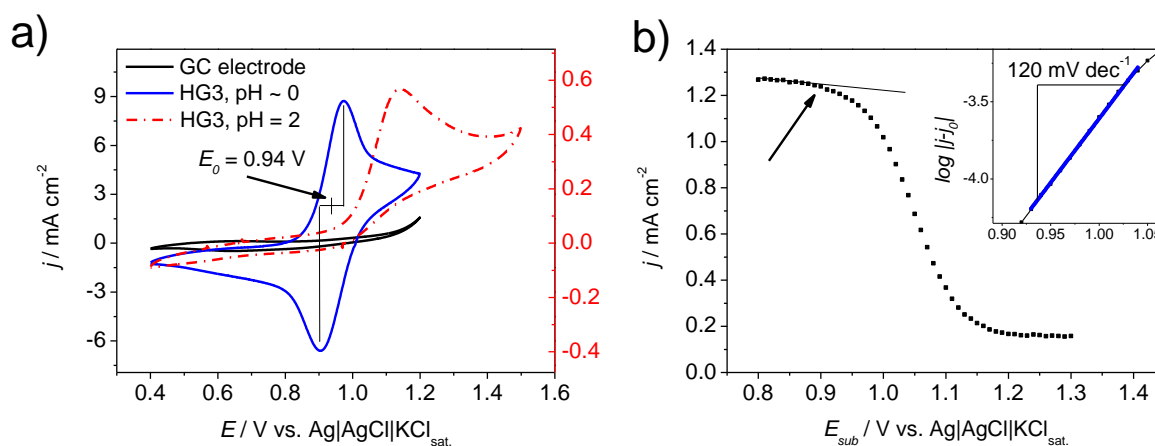 a)
GC electrode
HG3, pH ~ 0
HG3, pH = 2
E0 = 0.94 V
9
6
3
0
-3
-6
j / mA cm-2
0.6
0.4
0.2
0.0
-0.2
-0.4
0.4 0.6 0.8 1.0 1.2 1.4 1.6
E / V vs. Ag|AgCl|KClsat.
b)
1.4
1.2
1.0
0.8
0.6
0.4
0.2
0.0
j / mA cm-2
0.8 0.9 1.0 1.1 1.2 1.3 1.4
Esub / V vs. Ag|AgCl|KClsat.
120 mV dec-1
-3.5
-4.0
log |j-j0|
0.90 0.95 1.00 1.05